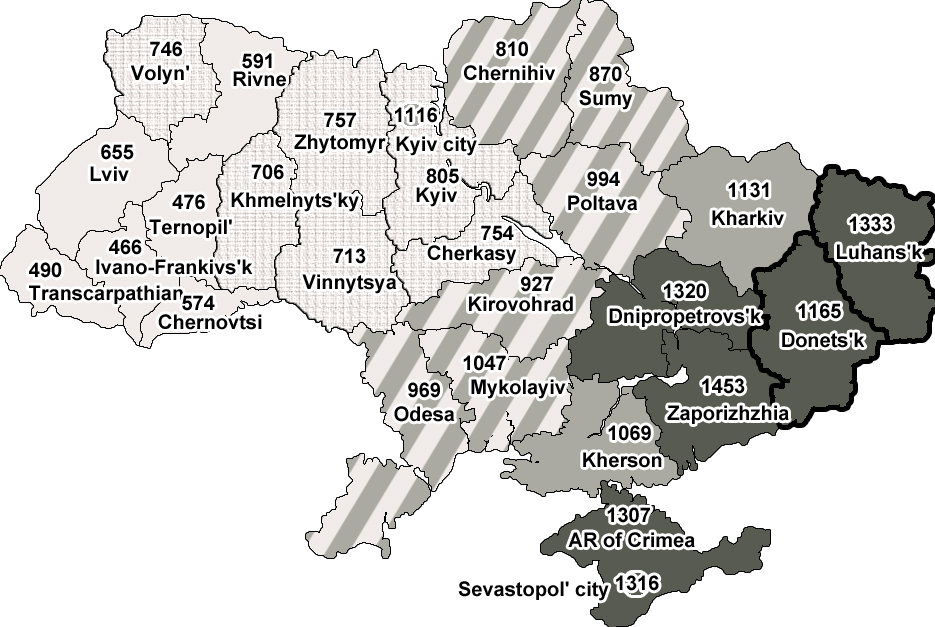 746
Volyn'
591
Rivne
810
Chernihiv
870
Sumy
757
Zhytomyr
1116
Kyiv city
655
Lviv
706
Khmelnyts'ky
805
Kyiv
994
Poltava
1131
Kharkiv
1333
Luhans'k
476
Ternopil'
466
Ivano-Frankivs'k
490
Transcarpathian
574
Chernovtsi
713
Vinnytsya
754
Cherkasy
927
Kirovohrad
1320
Dnipropetrovs'k
1165
Donets'k
1047
Mykolayiv
969
Odesa
1453
Zaporizhzhia
1069
Kherson
1307
AR of Crimea
Sevastopol' city 1316